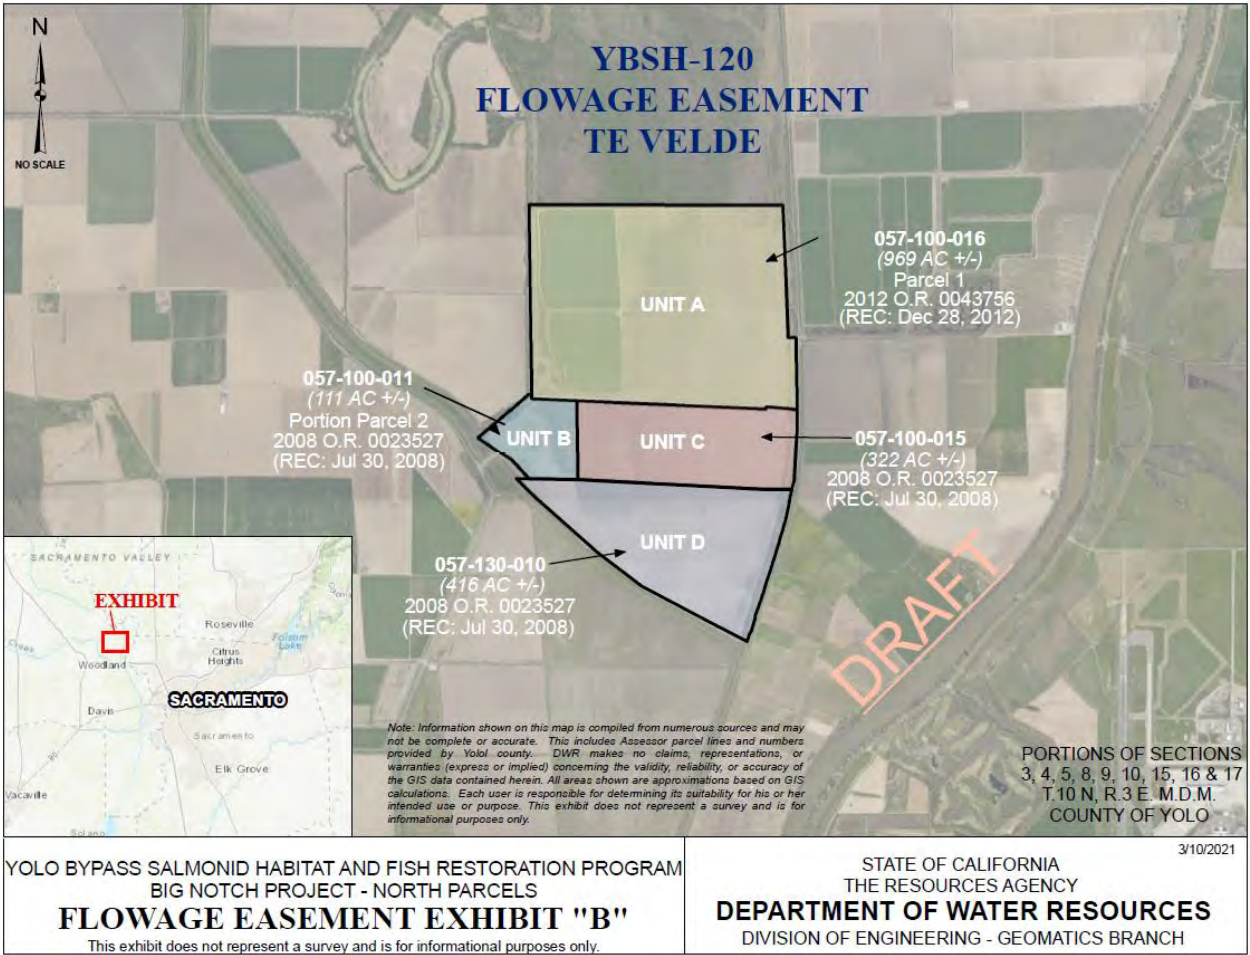 N
NO SCALE
YBSH-120
FLOWAGE EASEMENT
TE VELDE
057-100-016
(969 AC +/-)
Parcel 1
2012 O.R. 0043756
(REC: Dec 28, 2012)
UNIT A
057-100-011
(111 AC +/-)
Portion Parcel 2
2008 O.R. 0023527
(REC: Jul 30, 2008)
UNIT B
UNIT C
057-100-015
(322 AC +/-)
2008 O.R. 0023527
(REC: Jul 30, 2008)
UNIT D
057-130-010
(416 AC +/-)
2008 O.R. 0023527
(REC: Jul 30, 2008)
DRAFT
SACRAMENTO VALLEY
EXHIBIT
Roseville
Folsom
Lake
Citrus
Heights
Creek
Woodland
SACRAMENTO
Davis
Sacramento
Elk Grove
Vacaville
Solano
Note: Information shown on this map is compiled from numerous sources and may
not be complete or accurate. This includes Assessor parcel lines and numbers
provided by Yolol county. DWR makes no claims, representations, or
warranties (express or implied) concerning the validity, reliability, or accuracy of
the GIS data contained herein. All areas shown are approximations based on GIS
calculations. Each user is responsible for determining its suitability for his or her
intended use or purpose. This exhibit does not represent a survey and is for
informational purposes only.
PORTIONS OF SECTIONS
3, 4, 5, 8, 9, 10, 15, 16 & 17
T.10 N, R.3 E. M.D.M.
COUNTY OF YOLO
3/10/2021
YOLO BYPASS SALMONID HABITAT AND FISH RESTORATION PROGRAM
BIG NOTCH PROJECT - NORTH PARCELS
FLOWAGE EASEMENT EXHIBIT "B"
This exhibit does not represent a survey and is for informational purposes only.
STATE OF CALIFORNIA
THE RESOURCES AGENCY
DEPARTMENT OF WATER RESOURCES
DIVISION OF ENGINEERING - GEOMATICS BRANCH